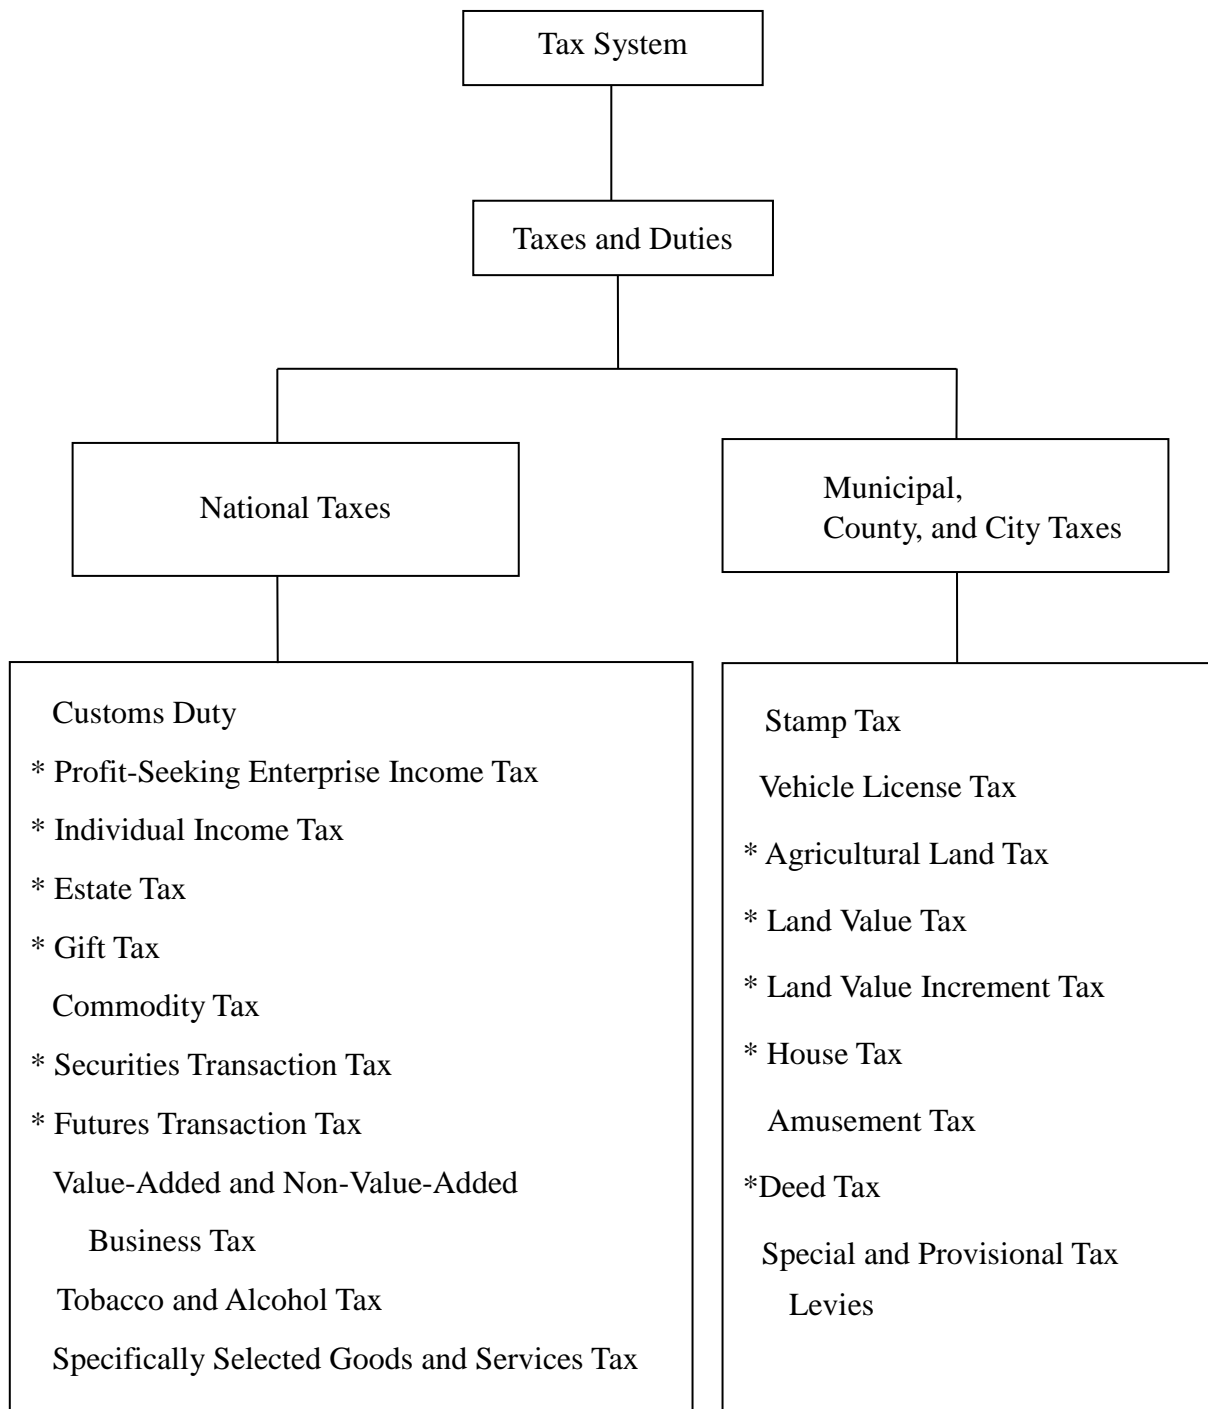 Tax System
Taxes and Duties
National Taxes
Municipal,
County, and City Taxes
Customs Duty
* Profit-Seeking Enterprise Income Tax
* Individual Income Tax
* Estate Tax
* Gift Tax
Commodity Tax
* Securities Transaction Tax
* Futures Transaction Tax
Value-Added and Non-Value-Added
Business Tax
Tobacco and Alcohol Tax
Specifically Selected Goods and Services Tax
Stamp Tax
Vehicle License Tax
* Agricultural Land Tax
* Land Value Tax
* Land Value Increment Tax
* House Tax
Amusement Tax
*Deed Tax
Special and Provisional Tax
Levies